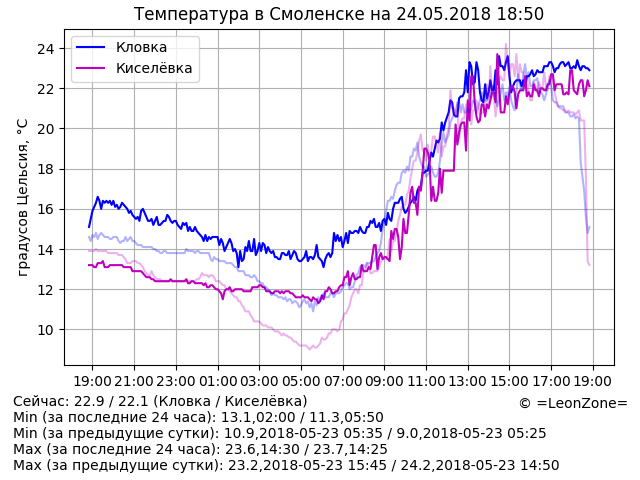 Температура в Смоленске на 24.05.2018 18:50
Кловка
Киселёвка
градусов Цельсия, °C
24
22
20
18
16
14
12
10
19:00 21:00 23:00 01:00 03:00 05:00 07:00 09:00 11:00 13:00 15:00 17:00 19:00
Сейчас: 22.9 / 22.1 (Кловка / Киселёвка)
© =LeonZone=
Min (за последние 24 часа): 13.1,02:00 / 11.3,05:50
Min (за предыдущие сутки): 10.9,2018-05-23 05:35 / 9.0,2018-05-23 05:25
Max (за последние 24 часа): 23.6,14:30 / 23.7,14:25
Max (за предыдущие сутки): 23.2,2018-05-23 15:45 / 24.2,2018-05-23 14:50